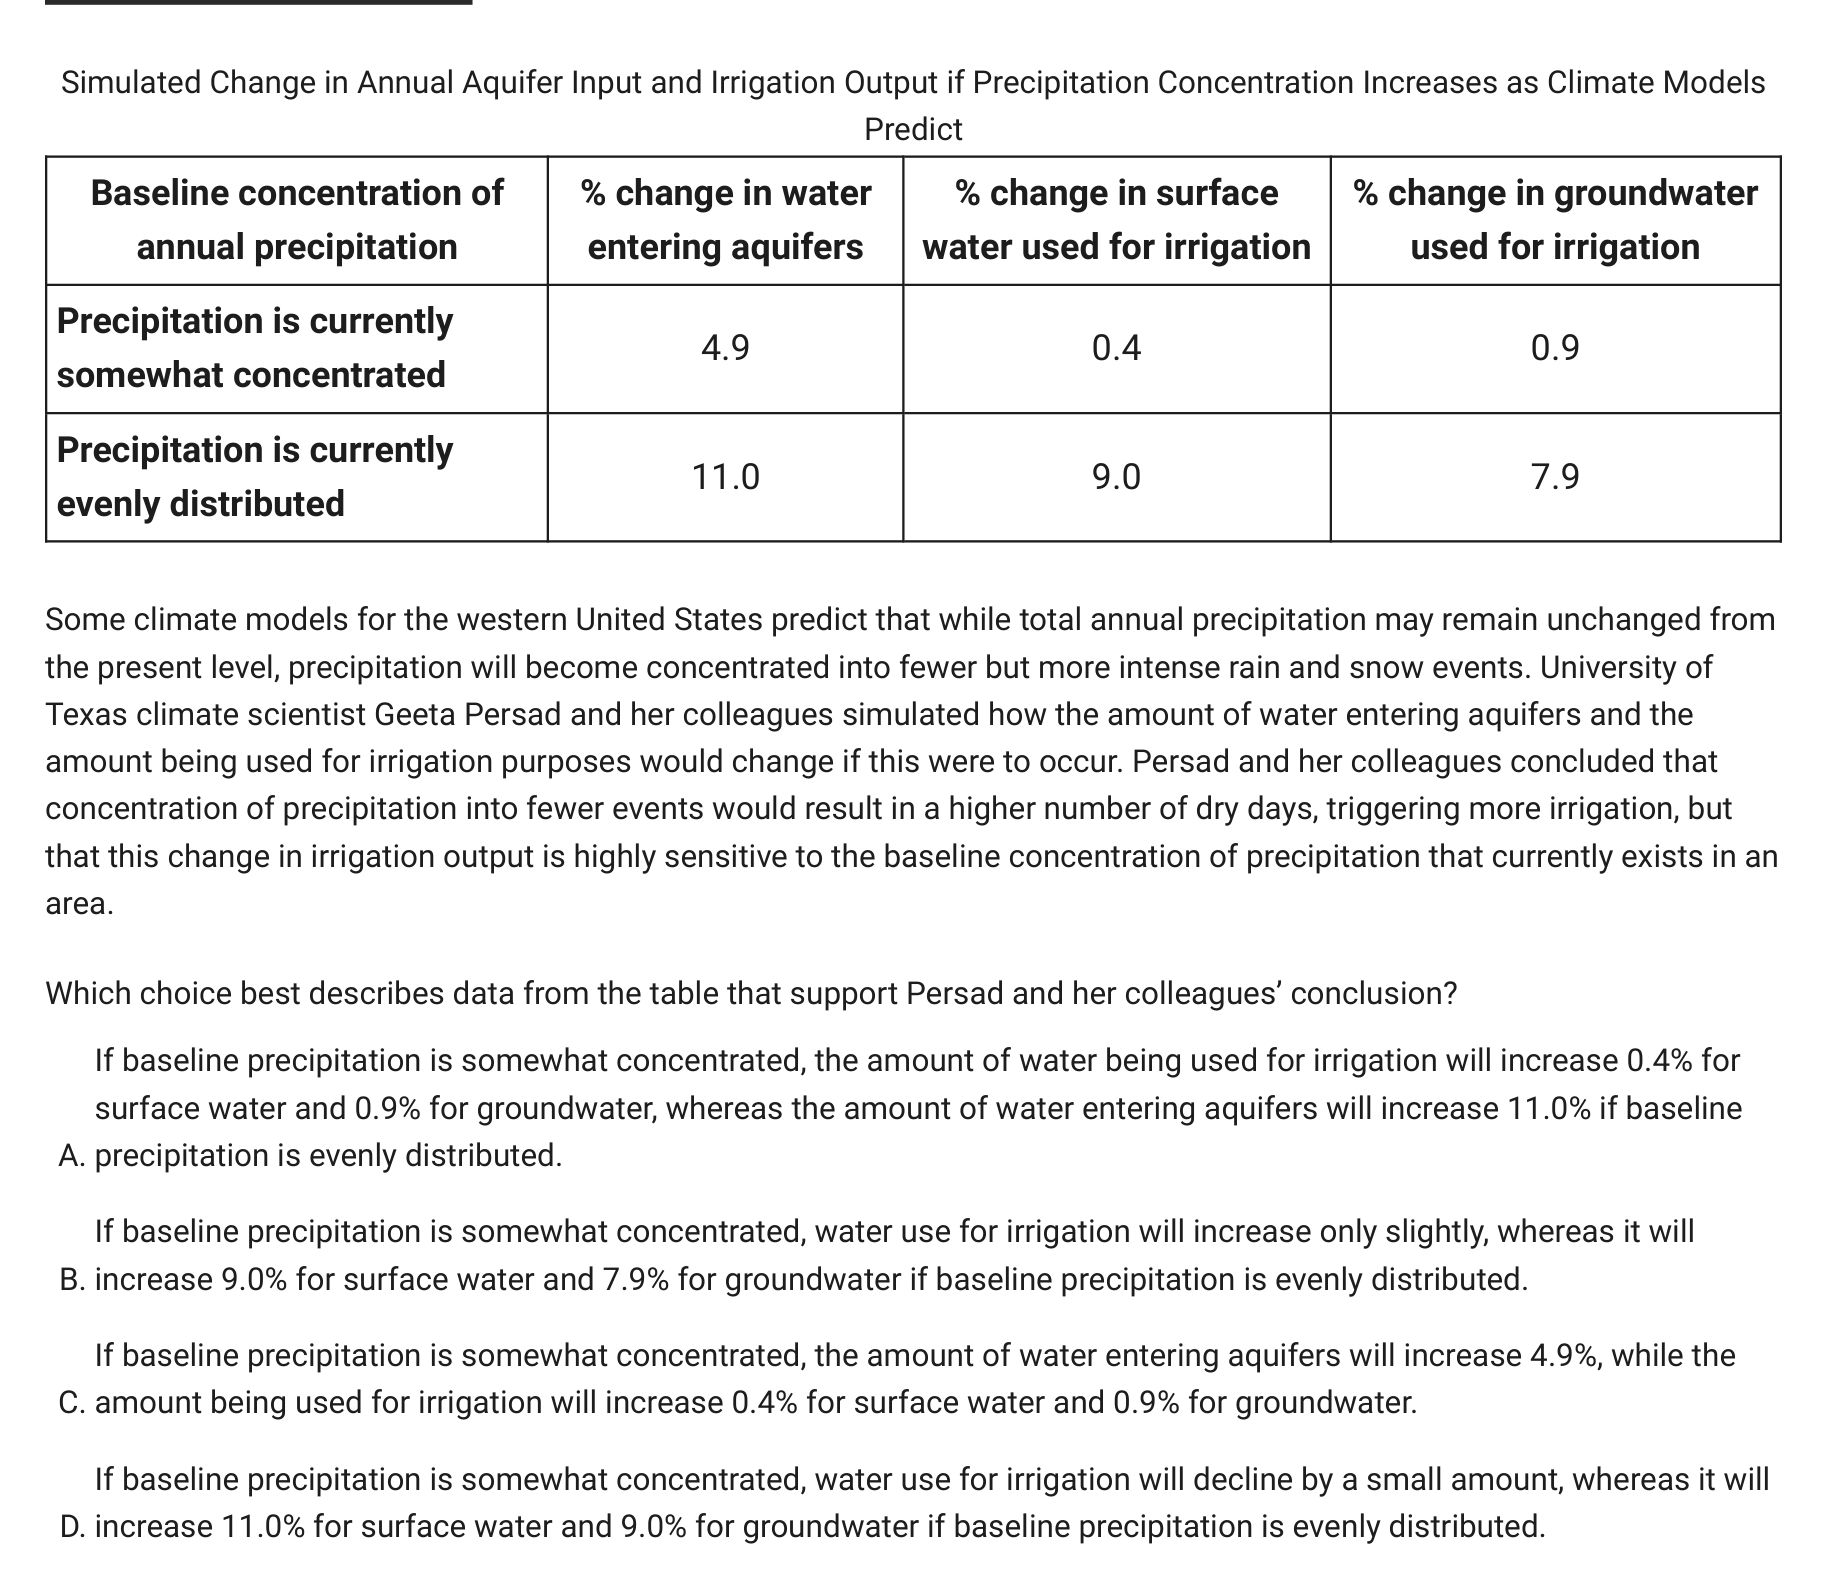 Simulated Change in Annual Aquifer Input and Irrigation Output if Precipitation Concentration Increases as Climate Models
Predict
Baseline concentration of
annual precipitation
% change in water
entering aquifers
% change in surface
water used for irrigation
% change in groundwater
used for irrigation
Precipitation is currently
somewhat concentrated
4.9
0.4
0.9
Precipitation is currently
evenly distributed
11.0
9.0
7.9
Some climate models for the western United States predict that while total annual precipitation may remain unchanged from
the present level, precipitation will become concentrated into fewer but more intense rain and snow events. University of
Texas climate scientist Geeta Persad and her colleagues simulated how the amount of water entering aquifers and the
amount being used for irrigation purposes would change if this were to occur. Persad and her colleagues concluded that
concentration of precipitation into fewer events would result in a higher number of dry days, triggering more irrigation, but
that this change in irrigation output is highly sensitive to the baseline concentration of precipitation that currently exists in an
area.
Which choice best describes data from the table that support Persad and her colleagues’ conclusion?
If baseline precipitation is somewhat concentrated, the amount of water being used for irrigation will increase 0.4% for
surface water and 0.9% for groundwater, whereas the amount of water entering aquifers will increase 11.0% if baseline
A. precipitation is evenly distributed.
If baseline precipitation is somewhat concentrated, water use for irrigation will increase only slightly, whereas it will
B. increase 9.0% for surface water and 7.9% for groundwater if baseline precipitation is evenly distributed.
If baseline precipitation is somewhat concentrated, the amount of water entering aquifers will increase 4.9%, while the
C. amount being used for irrigation will increase 0.4% for surface water and 0.9% for groundwater.
If baseline precipitation is somewhat concentrated, water use for irrigation will decline by a small amount, whereas it will
D. increase 11.0% for surface water and 9.0% for groundwater if baseline precipitation is evenly distributed.